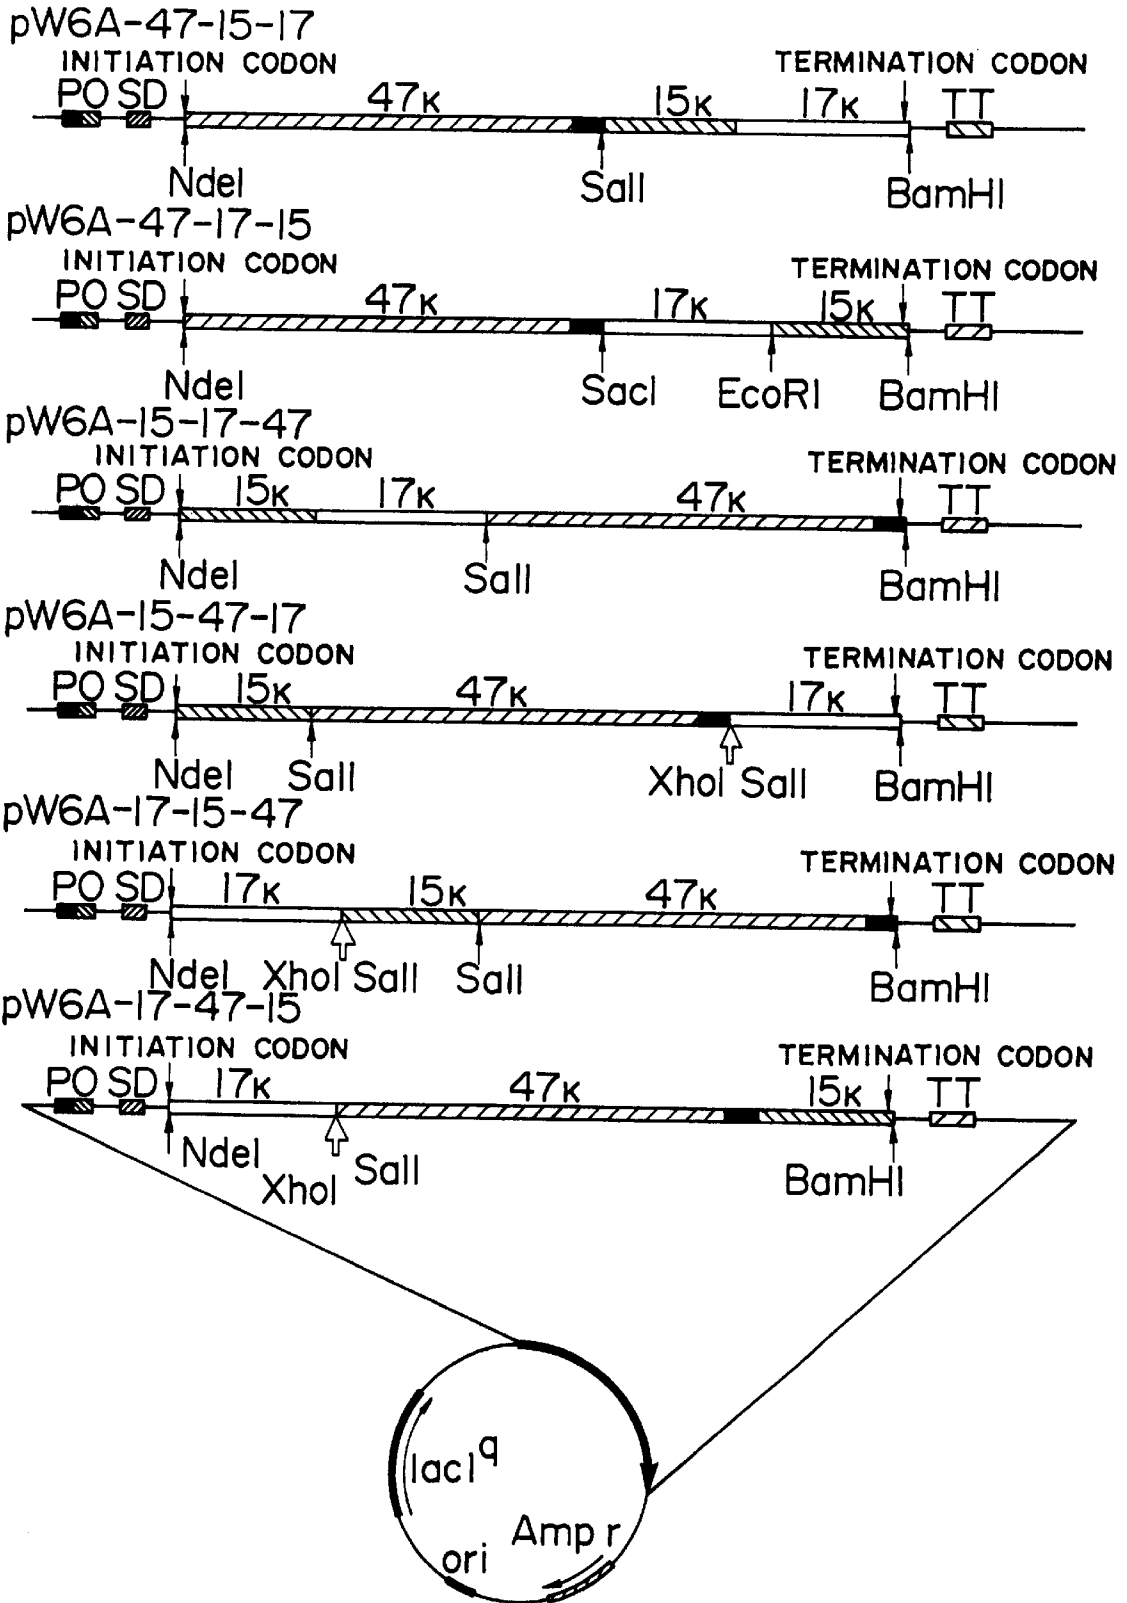 pW6A-47-15-17
INITIATION CODON TERMINATION CODON
PO SD 47K 15K 17K TT
NdeI SalI BamHI
pW6A-47-17-15
INITIATION CODON TERMINATION CODON
PO SD 47K 17K 15K TT
NdeI SacI EcoRI BamHI
pW6A-15-17-47
INITIATION CODON TERMINATION CODON
PO SD 15K 17K 47K TT
NdeI SalI BamHI
pW6A-15-47-17
INITIATION CODON TERMINATION CODON
PO SD 15K 47K 17K TT
NdeI SalI XhoI SalI BamHI
pW6A-17-15-47
INITIATION CODON TERMINATION CODON
PO SD 17K 15K 47K TT
NdeI XhoI SalI SalI BamHI
pW6A-17-47-15
INITIATION CODON TERMINATION CODON
PO SD 17K 47K 15K TT
NdeI XhoI SalI BamHI
lacI^q
Amp r
ori